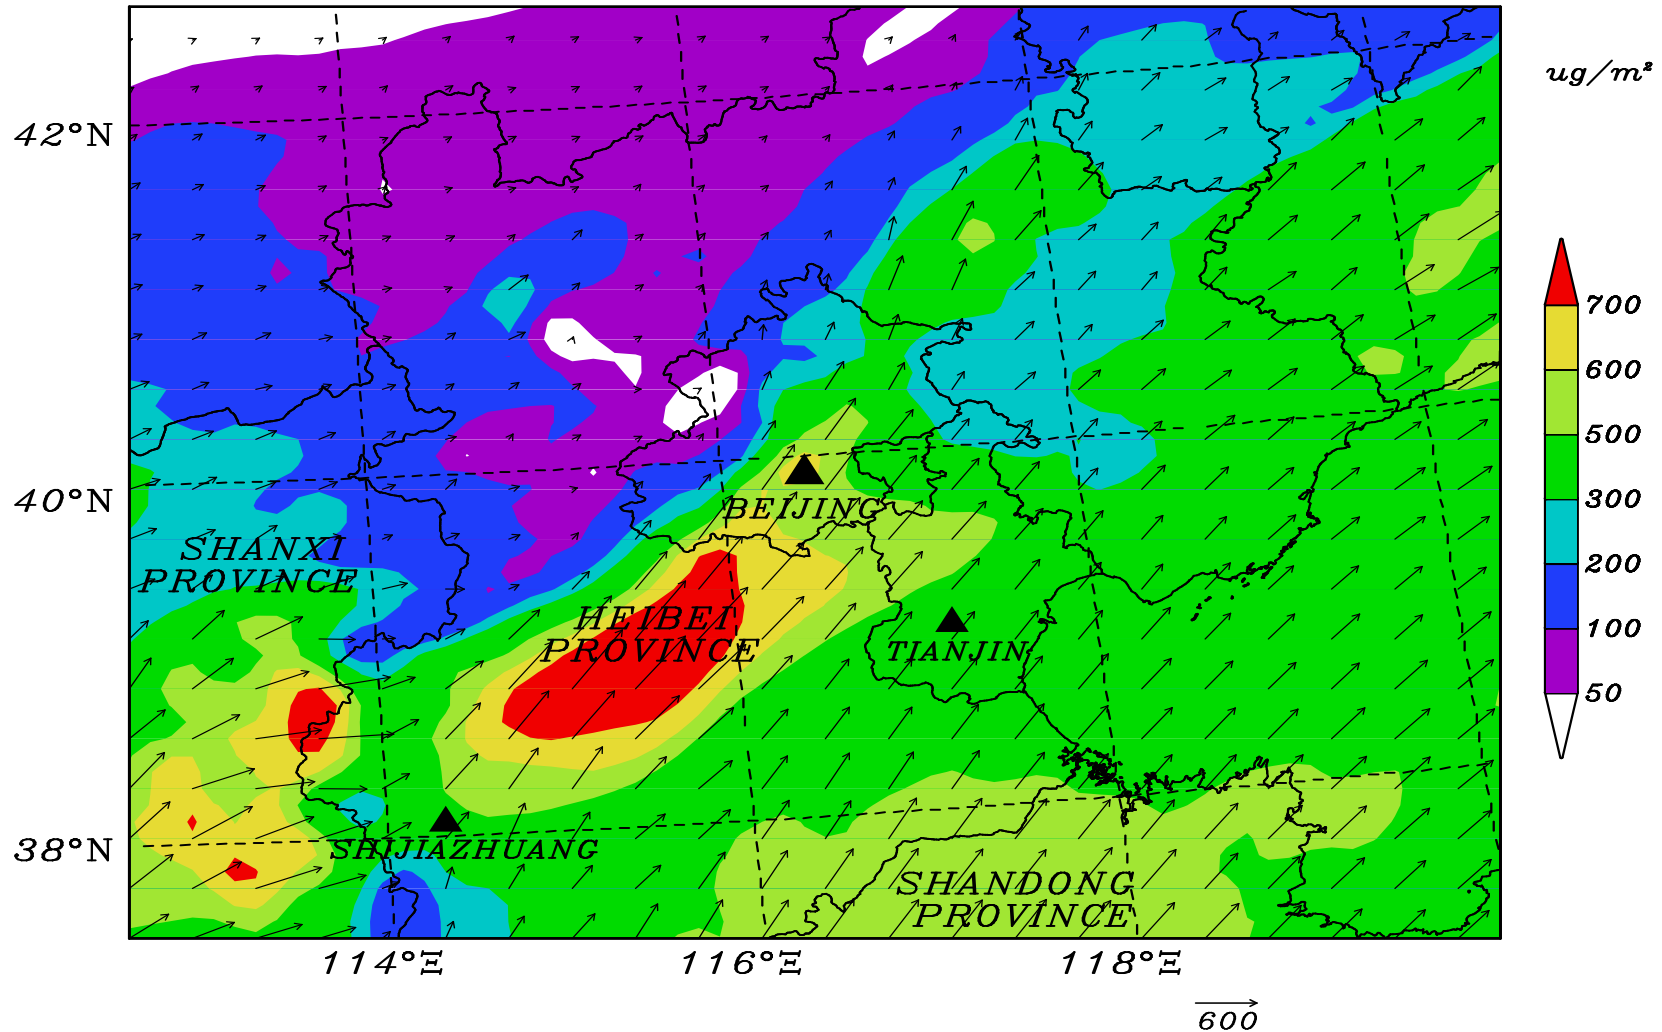 ug/m²
42°N
700
600
500
300
200
100
50
40°N
BEIJING
SHANXI
PROVINCE
HEIBEI
PROVINCE
TIANJIN
38°N
SHIJIAZHUANG
SHANDONG
PROVINCE
114°Ξ
116°Ξ
118°Ξ
600